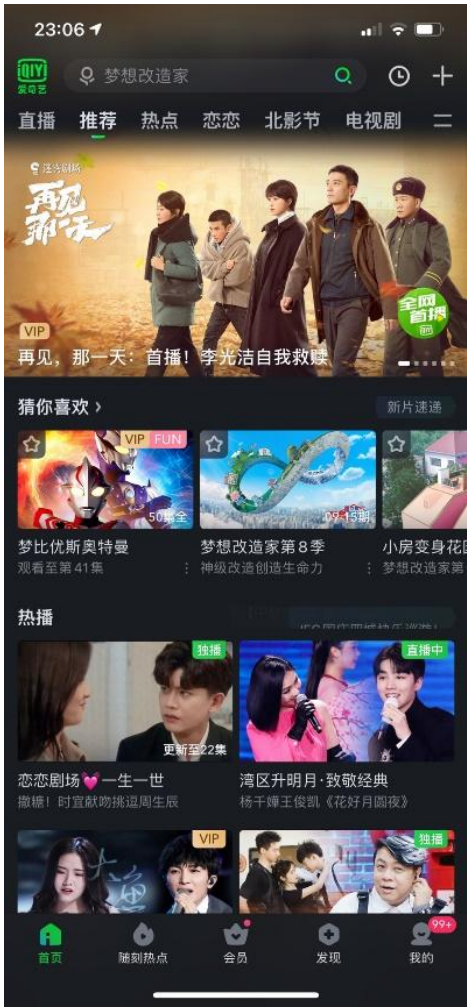 23:06
iQIYI
爱奇艺
梦想改造家
直播 推荐 热点 恋恋 北影节 电视剧
再见
那一天
全网
首播
VIP
再见，那一天：首播！李光洁自我救赎
猜你喜欢
新片速递
VIP FUN
50集全
09-15期
梦比优斯奥特曼
梦想改造家第8季
小房变身花
观看至第41集
神级改造创造生命力
梦想改造家第
热播
独播
直播中
更新至22集
恋恋剧场💓一生一世
湾区升明月·致敬经典
撒糖！时宜献吻挑逗周生辰
杨千嬅王俊凯《花好月圆夜》
VIP
独播
大鱼
99+
首页
随刻热点
会员
发现
我的